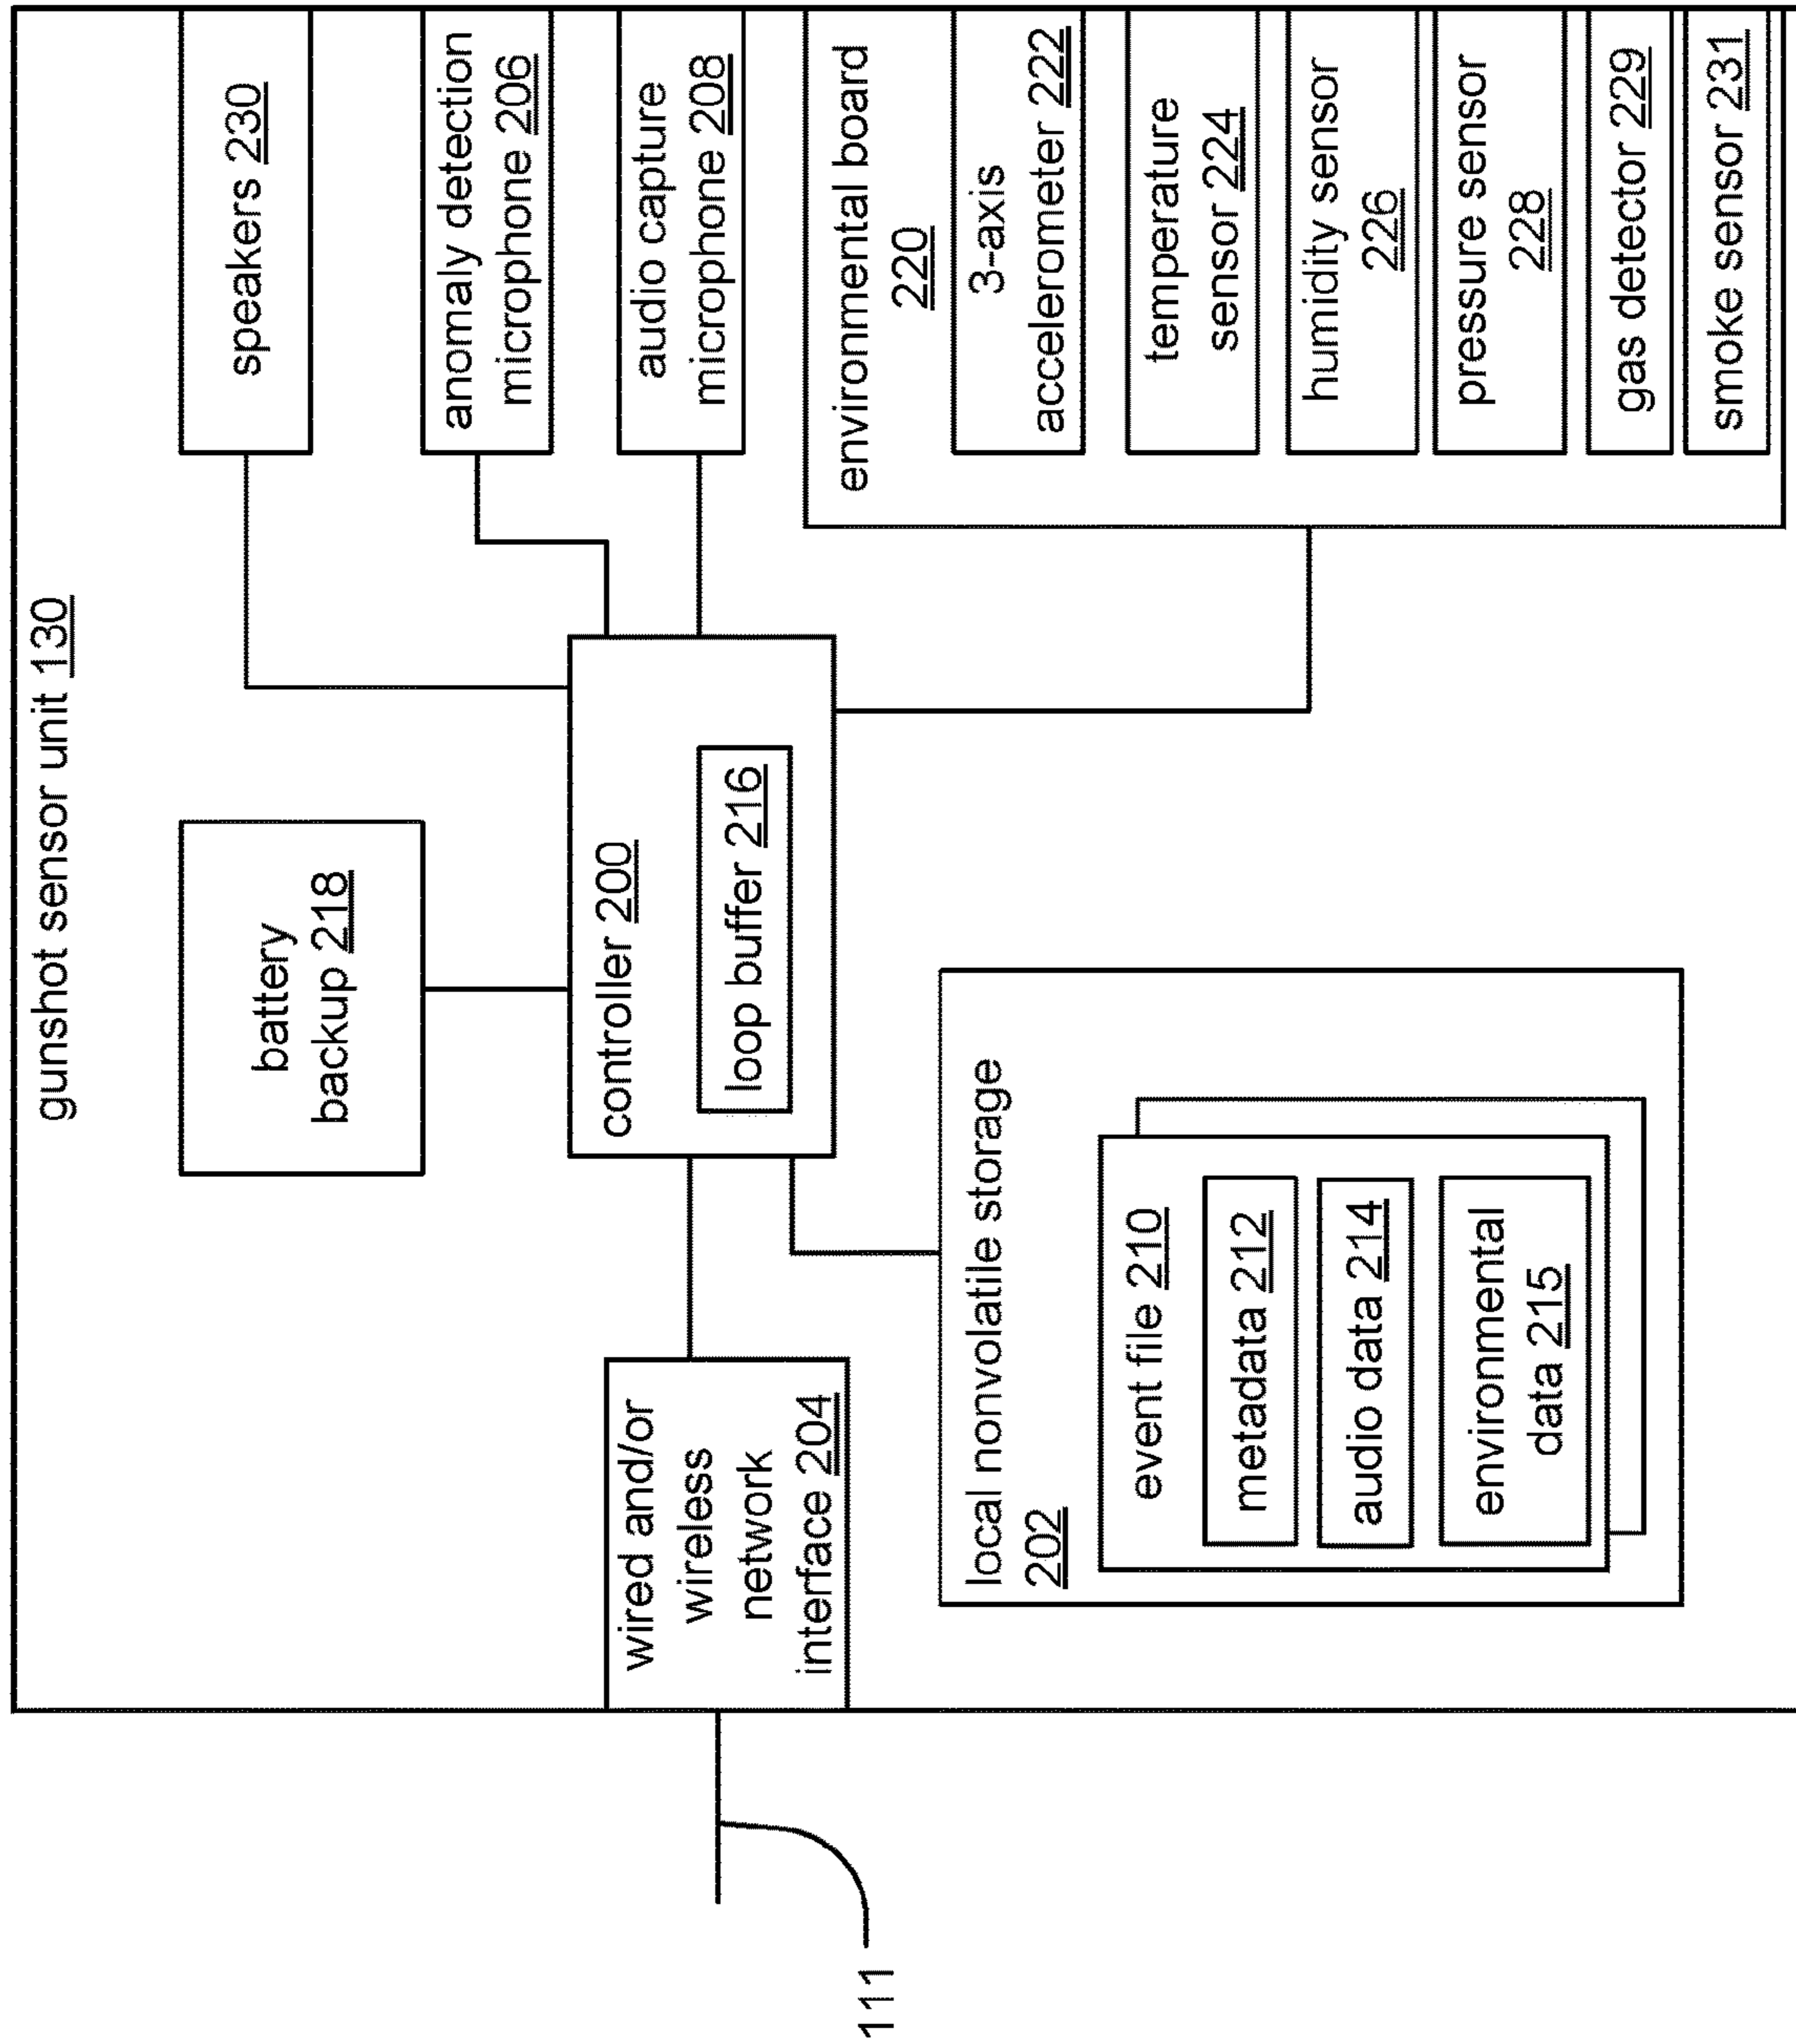 gunshot sensor unit 130
battery
backup 218
speakers 230
anomaly detection
microphone 206
audio capture
microphone 208
controller 200
loop buffer 216
wired and/or
wireless
network
interface 204
111
local nonvolatile storage
202
event file 210
metadata 212
audio data 214
environmental
data 215
environmental board
220
3-axis
accelerometer 222
temperature
sensor 224
humidity sensor
226
pressure sensor
228
gas detector 229
smoke sensor 231